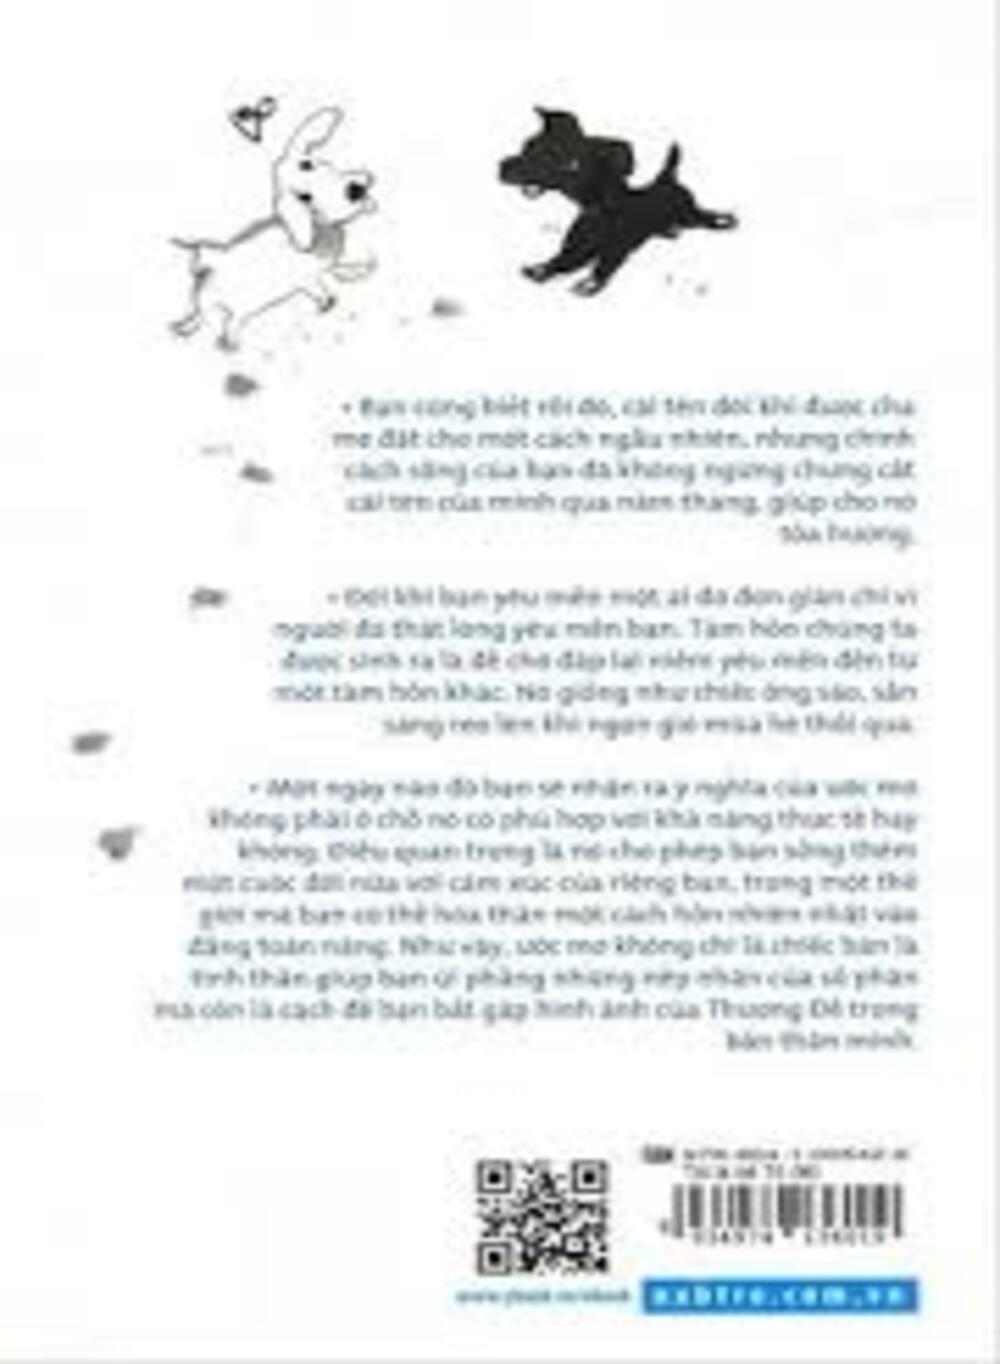 • Bạn cũng biết rồi đó, cái tên đôi khi được cha
mẹ đặt cho một cách ngẫu nhiên, nhưng chính
cách sống của bạn đã không ngừng chưng cất
cái tên của mình qua năm tháng, giúp cho nó
tỏa hương.
• Đôi khi bạn yêu mến một ai đó đơn giản chỉ vì
người đó thật lòng yêu mến bạn. Tâm hồn chúng ta
được sinh ra là để chờ đáp lại niềm yêu mến đến từ
một tâm hồn khác. Nó giống như chiếc ống sáo, sẵn
sàng reo lên khi ngọn gió mùa hè thổi qua.
• Một ngày nào đó bạn sẽ nhận ra ý nghĩa của ước mơ
không phải ở chỗ nó có phù hợp với khả năng thực tế hay
không. Điều quan trọng là nó cho phép bạn sống thêm
một cuộc đời nữa với cảm xúc của riêng bạn, trong một thế
giới mà bạn có thể hóa thân một cách hồn nhiên nhất vào
đấng toàn năng. Như vậy, ước mơ không chỉ là chiếc bàn là
tinh thần giúp bạn ủi phẳng những nếp nhăn của số phận
mà còn là cách để bạn bắt gặp hình ảnh của Thượng Đế trong
bản thân mình.
nxbtre.com.vn